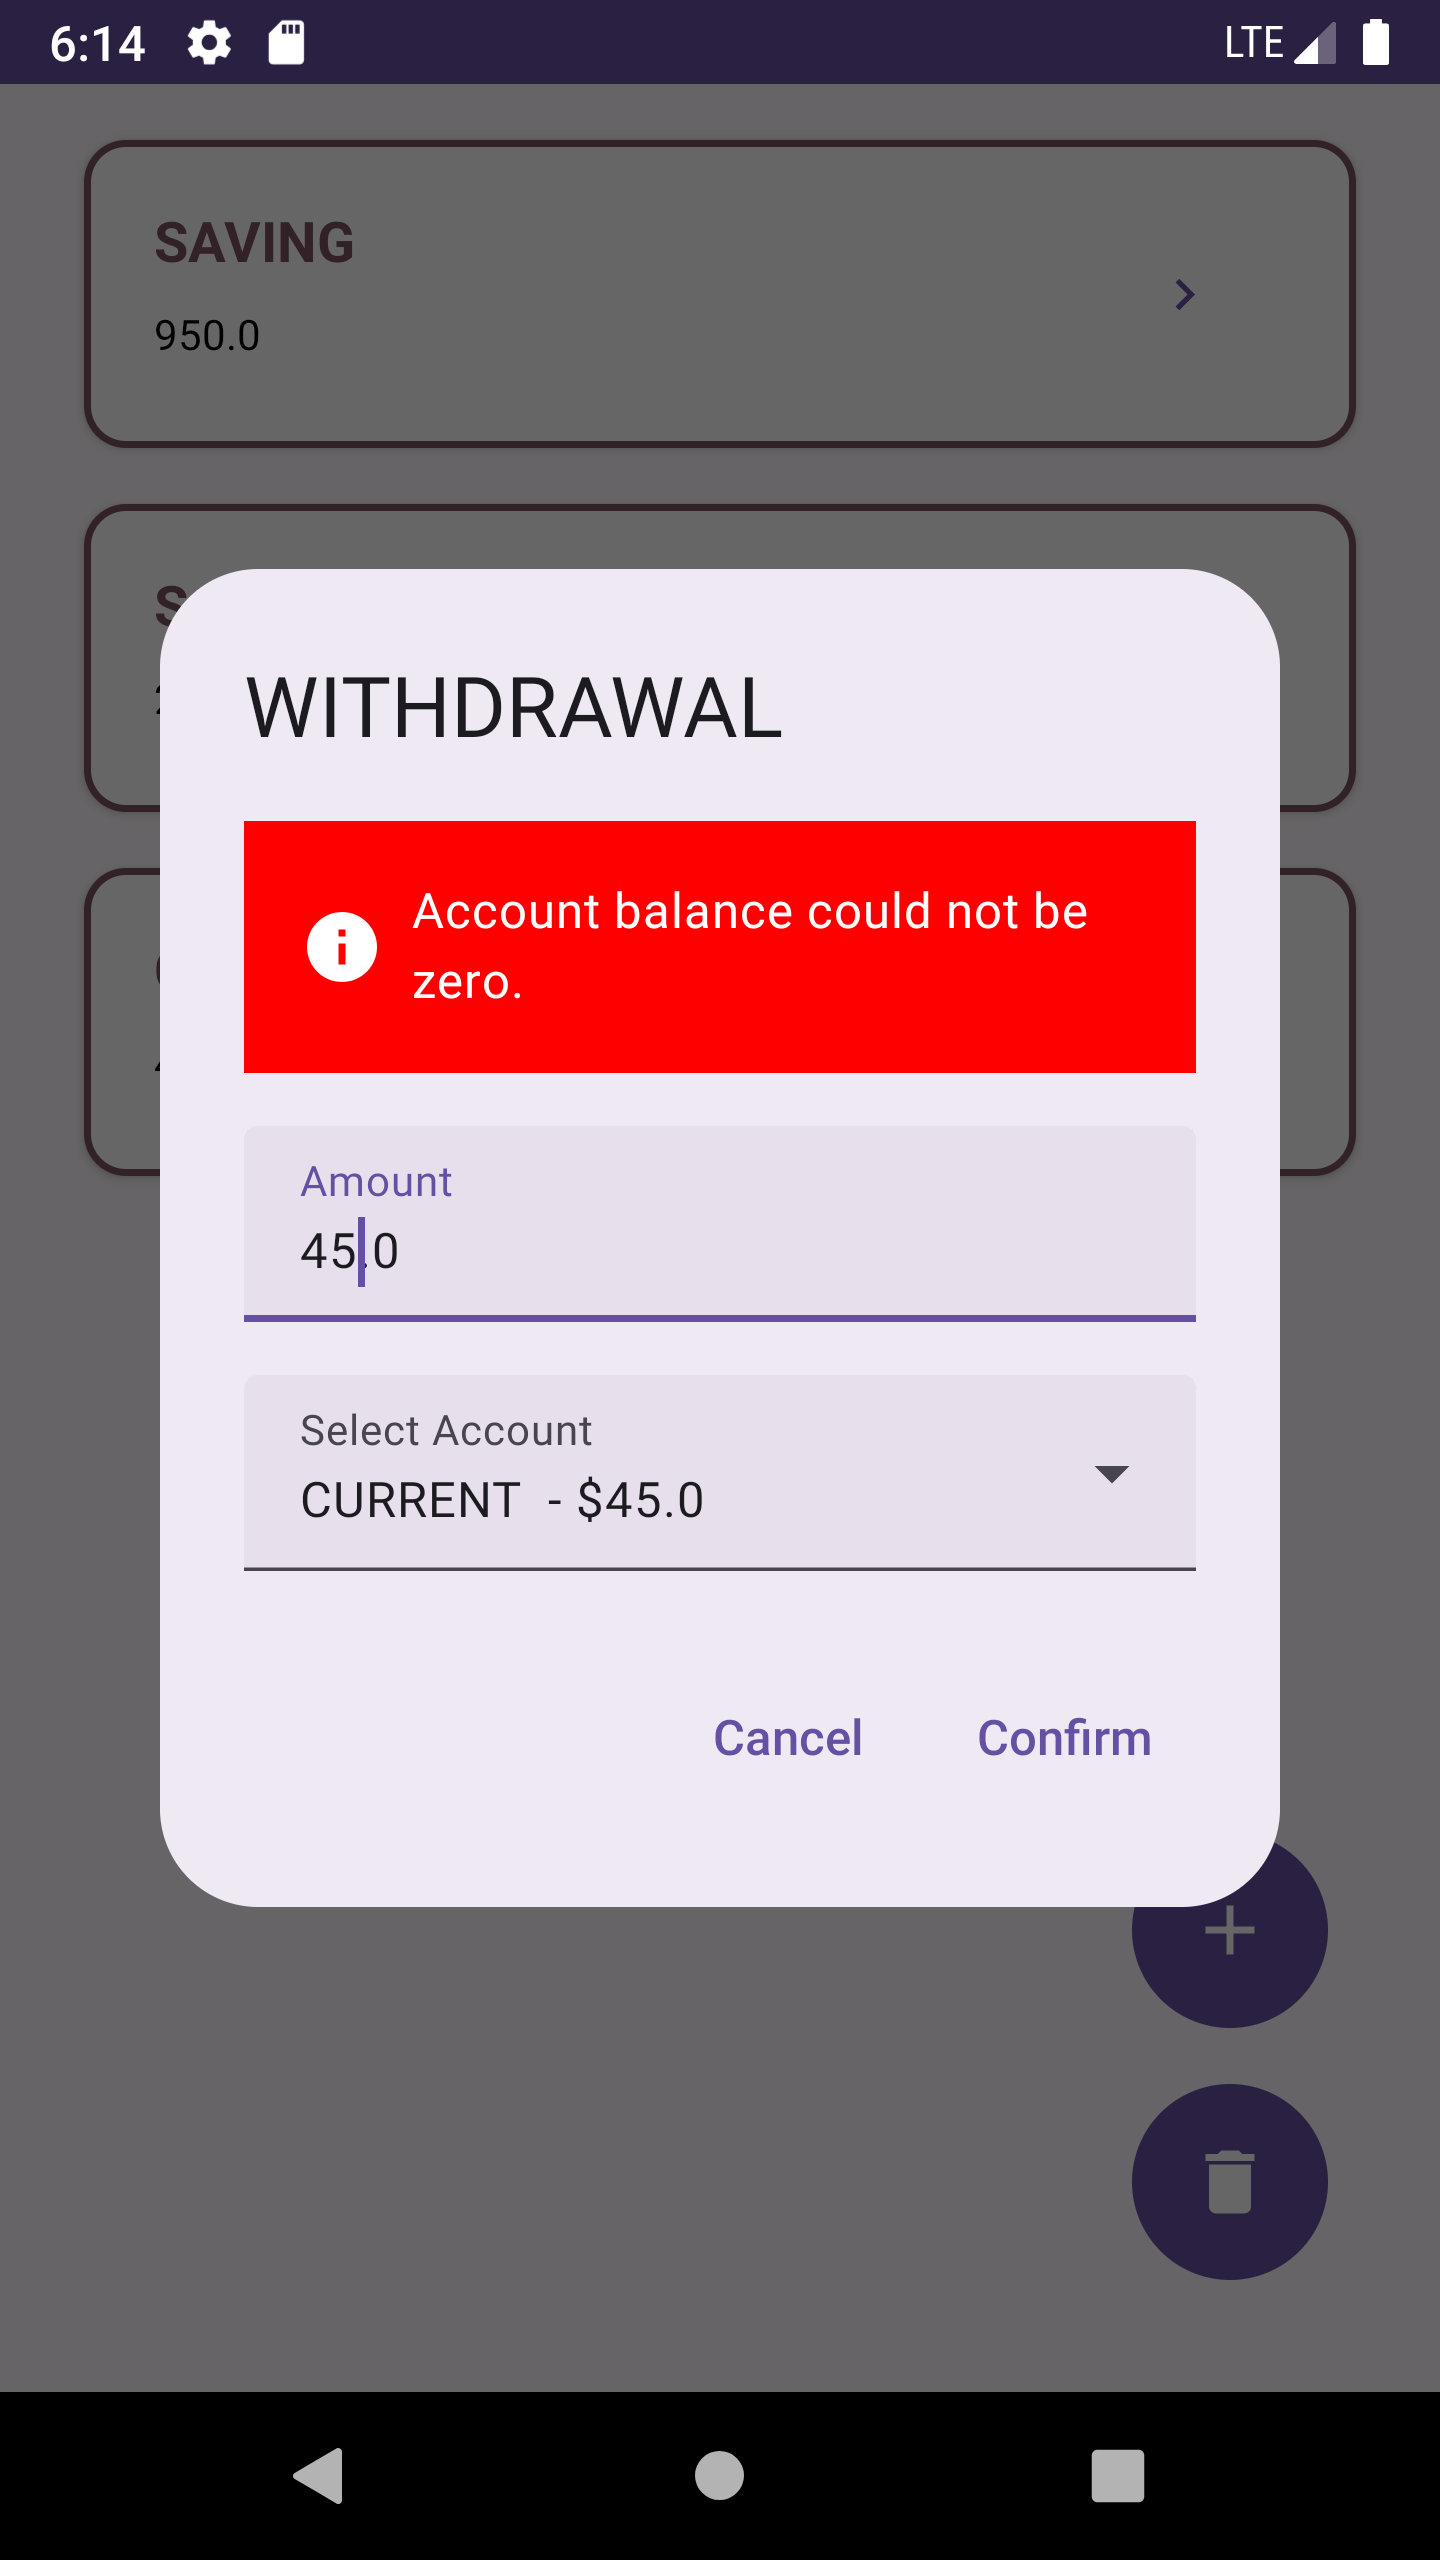 6:14 LTE
SAVING
950.0
WITHDRAWAL
Account balance could not be
zero.
Amount
45.0
Select Account
CURRENT - $45.0
Cancel Confirm